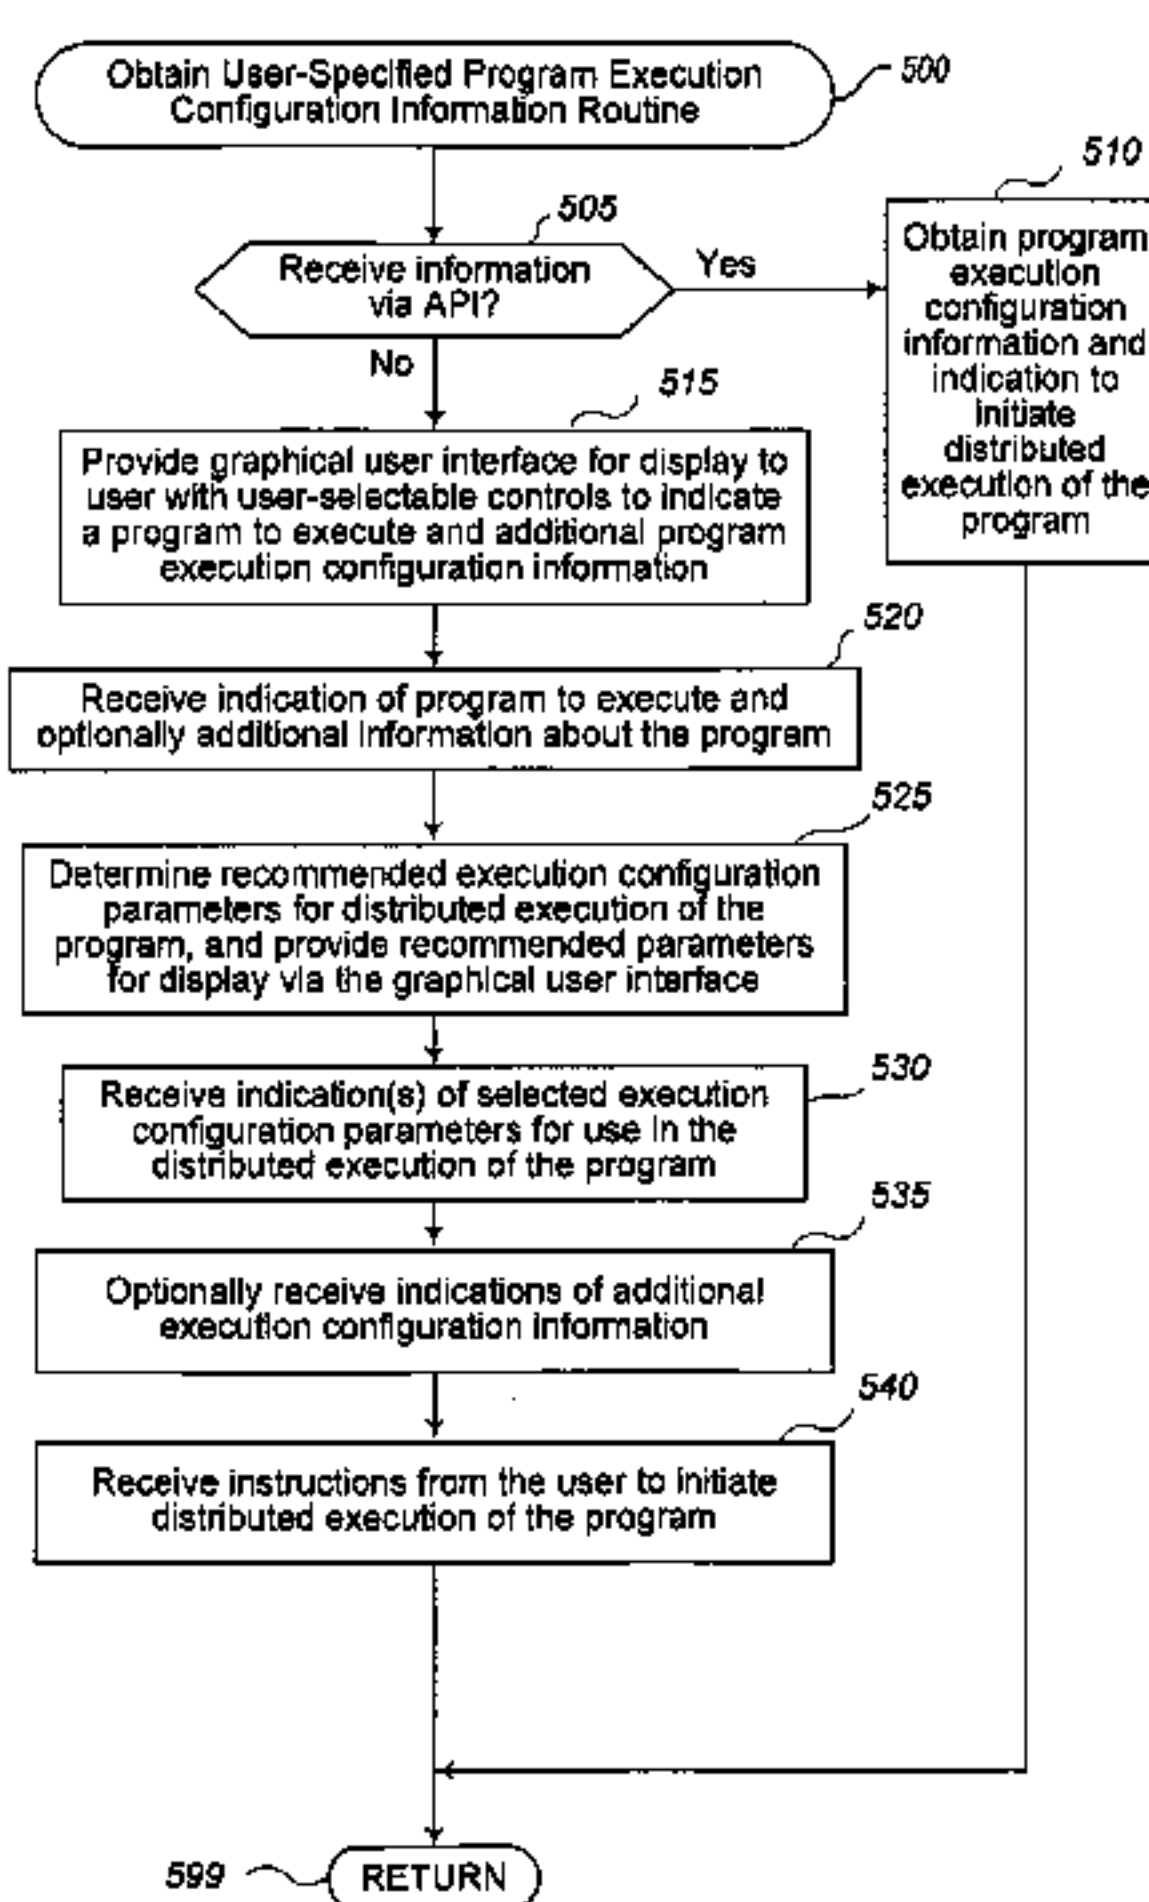 Obtain User-Specified Program Execution
Configuration Information Routine
500
505
Receive information
via API?
Yes
No
510
Obtain program
execution
configuration
information and
indication to
initiate
distributed
execution of the
program
515
Provide graphical user interface for display to
user with user-selectable controls to indicate
a program to execute and additional program
execution configuration information
520
Receive indication of program to execute and
optionally additional information about the program
525
Determine recommended execution configuration
parameters for distributed execution of the
program, and provide recommended parameters
for display via the graphical user interface
530
Receive indication(s) of selected execution
configuration parameters for use in the
distributed execution of the program
535
Optionally receive indications of additional
execution configuration information
540
Receive instructions from the user to initiate
distributed execution of the program
599
RETURN